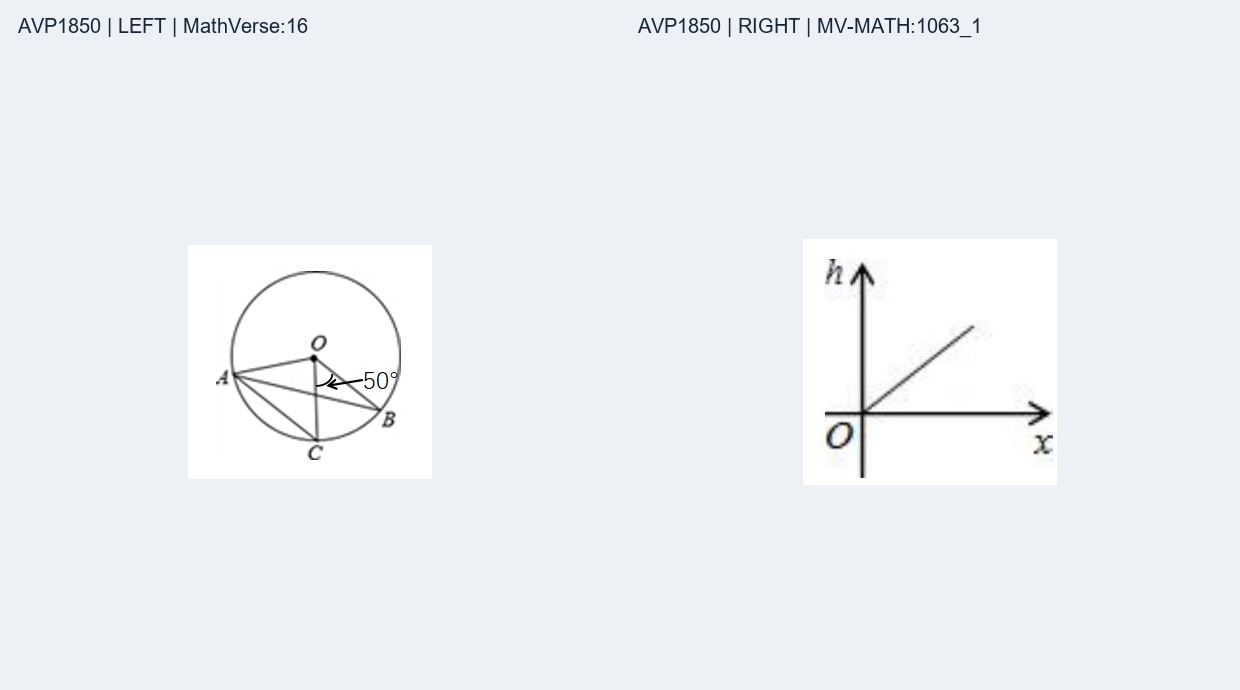 AVP1850 | LEFT | MathVerse:16
AVP1850 | RIGHT | MV-MATH:1063_1
O
A
50°
B
C
h
O
x